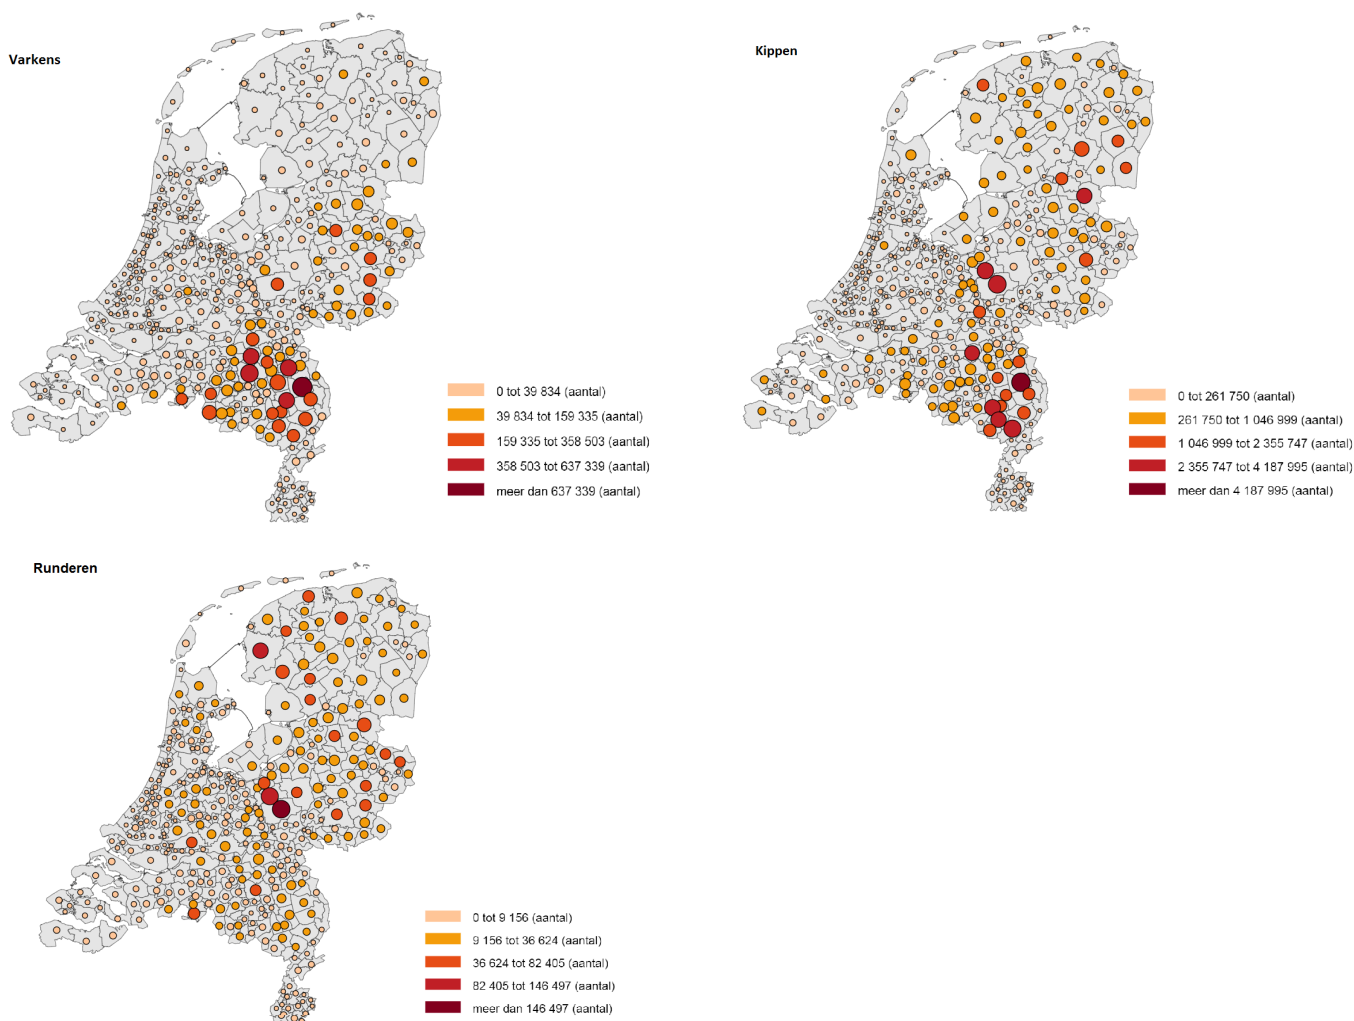 Varkens
0 tot 39 834 (aantal)
39 834 tot 159 335 (aantal)
159 335 tot 358 503 (aantal)
358 503 tot 637 339 (aantal)
meer dan 637 339 (aantal)
Kippen
0 tot 261 750 (aantal)
261 750 tot 1 046 999 (aantal)
1 046 999 tot 2 355 747 (aantal)
2 355 747 tot 4 187 995 (aantal)
meer dan 4 187 995 (aantal)
Runderen
0 tot 9 156 (aantal)
9 156 tot 36 624 (aantal)
36 624 tot 82 405 (aantal)
82 405 tot 146 497 (aantal)
meer dan 146 497 (aantal)